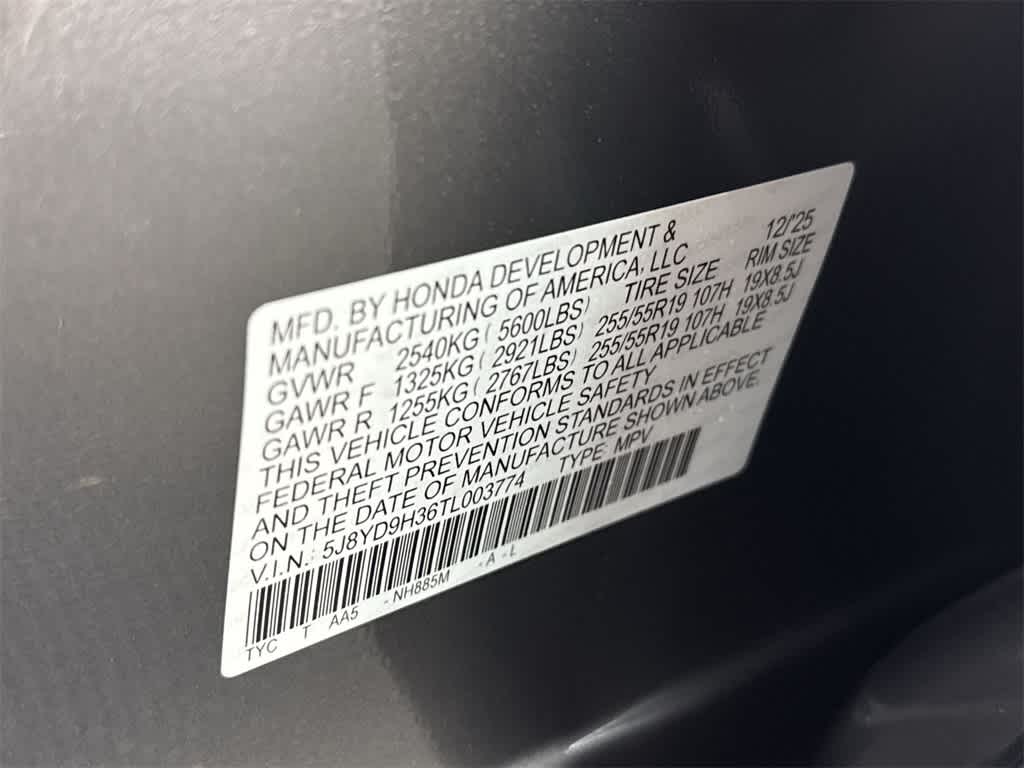 MFD. BY HONDA DEVELOPMENT & 12/'25
MANUFACTURING OF AMERICA, LLC
TIRE SIZE RIM SIZE
GVWR 2540KG ( 5600LBS)
GAWR F 1325KG ( 2921LBS) 255/55R19 107H 19X8.5J
GAWR R 1255KG ( 2767LBS) 255/55R19 107H 19X8.5J
THIS VEHICLE CONFORMS TO ALL APPLICABLE
FEDERAL MOTOR VEHICLE SAFETY
AND THEFT PREVENTION STANDARDS IN EFFECT
ON THE DATE OF MANUFACTURE SHOWN ABOVE.
V.I.N.: 5J8YD9H36TL003774 TYPE: MPV
TYC T AA5 -NH885M -A -L